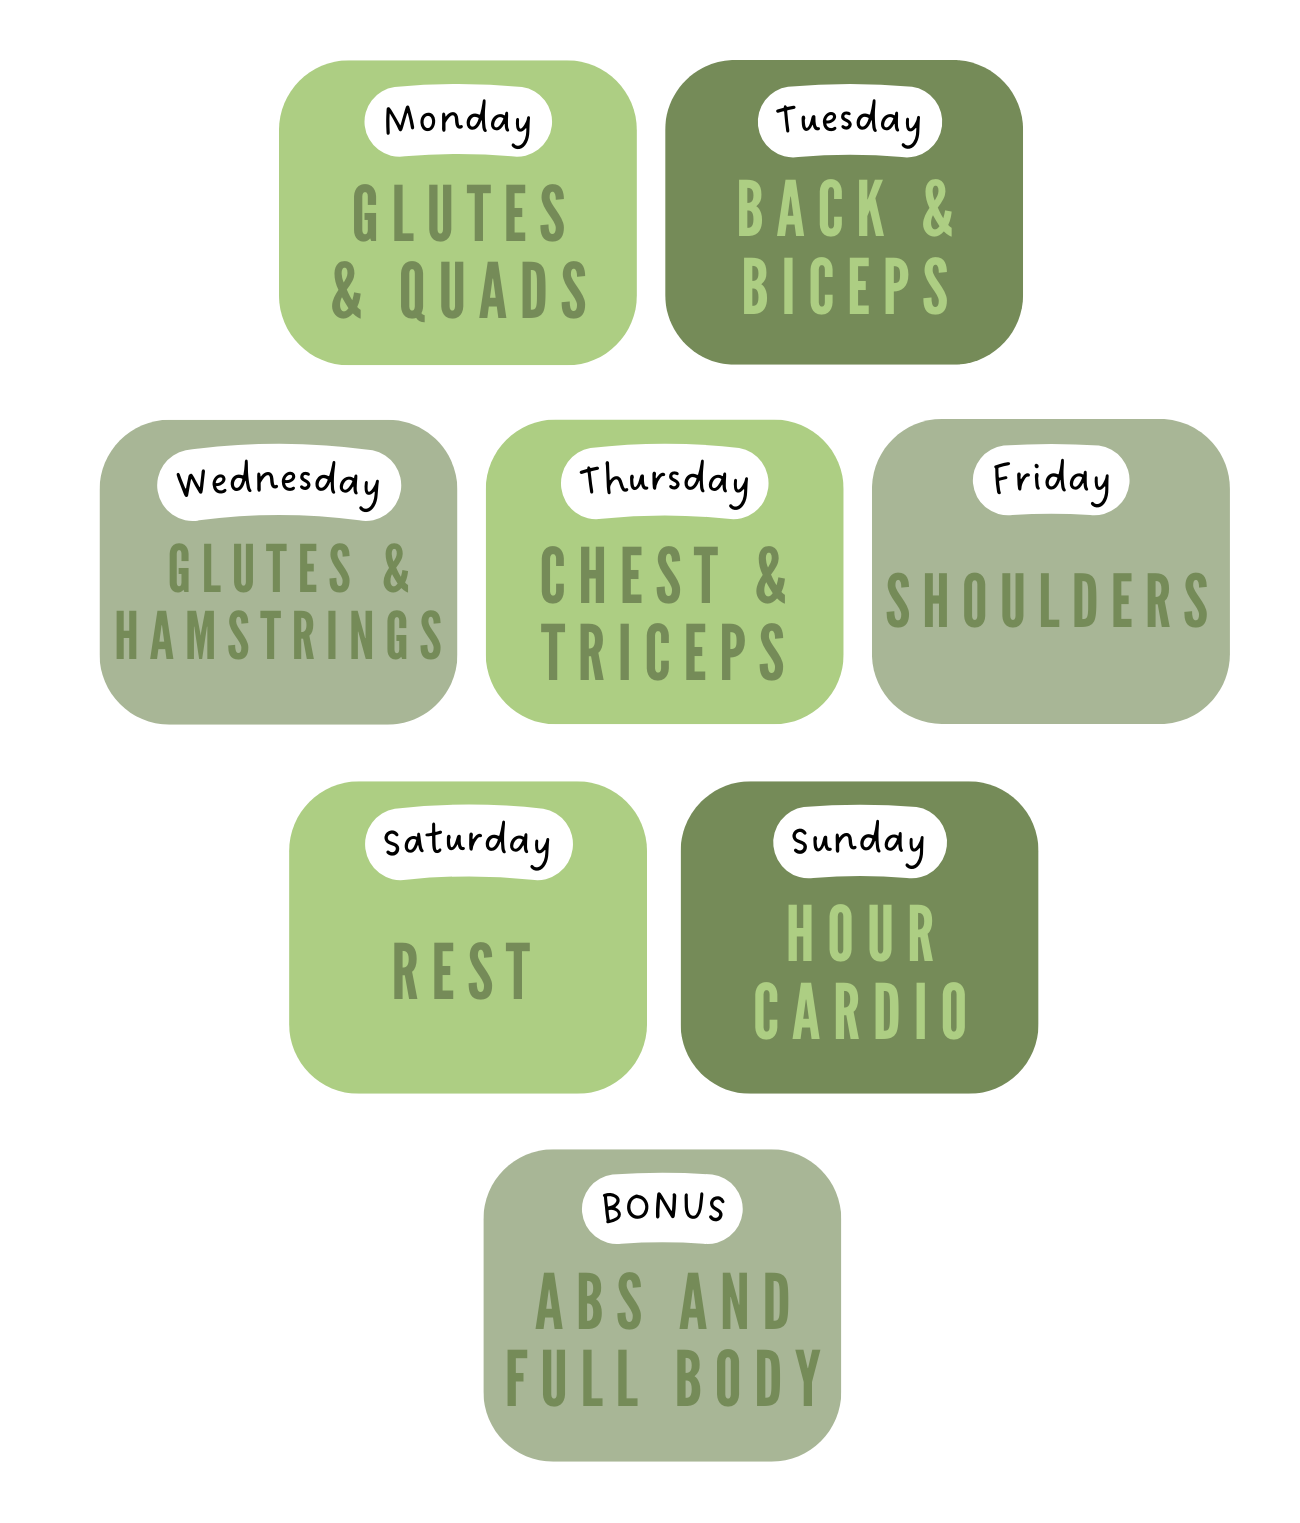 Monday
GLUTES
& QUADS
Tuesday
BACK &
BICEPS
Wednesday
GLUTES &
HAMSTRINGS
Thursday
CHEST &
TRICEPS
Friday
SHOULDERS
Saturday
REST
Sunday
HOUR
CARDIO
BONUS
ABS AND
FULL BODY